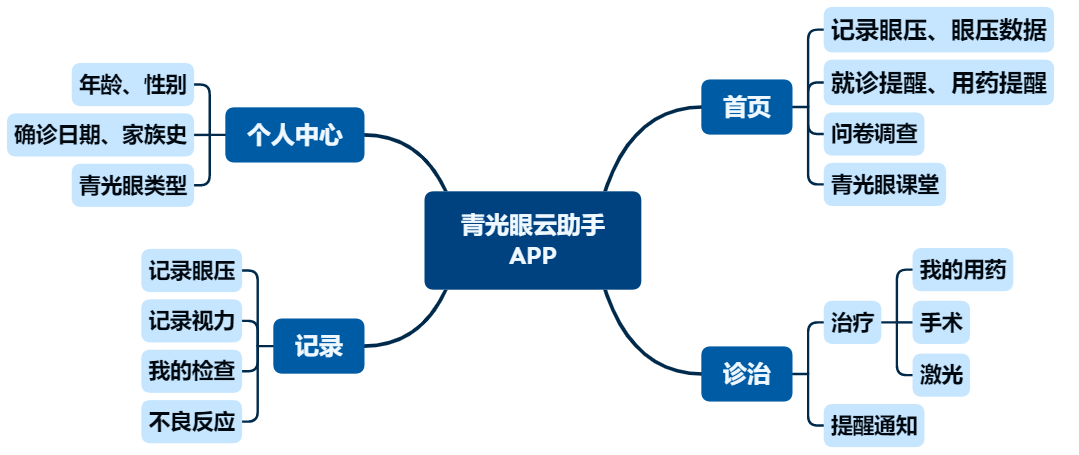 青光眼云助手
APP
首页
记录眼压、眼压数据
就诊提醒、用药提醒
问卷调查
青光眼课堂
诊治
治疗
我的用药
手术
激光
提醒通知
个人中心
年龄、性别
确诊日期、家族史
青光眼类型
记录
记录眼压
记录视力
我的检查
不良反应